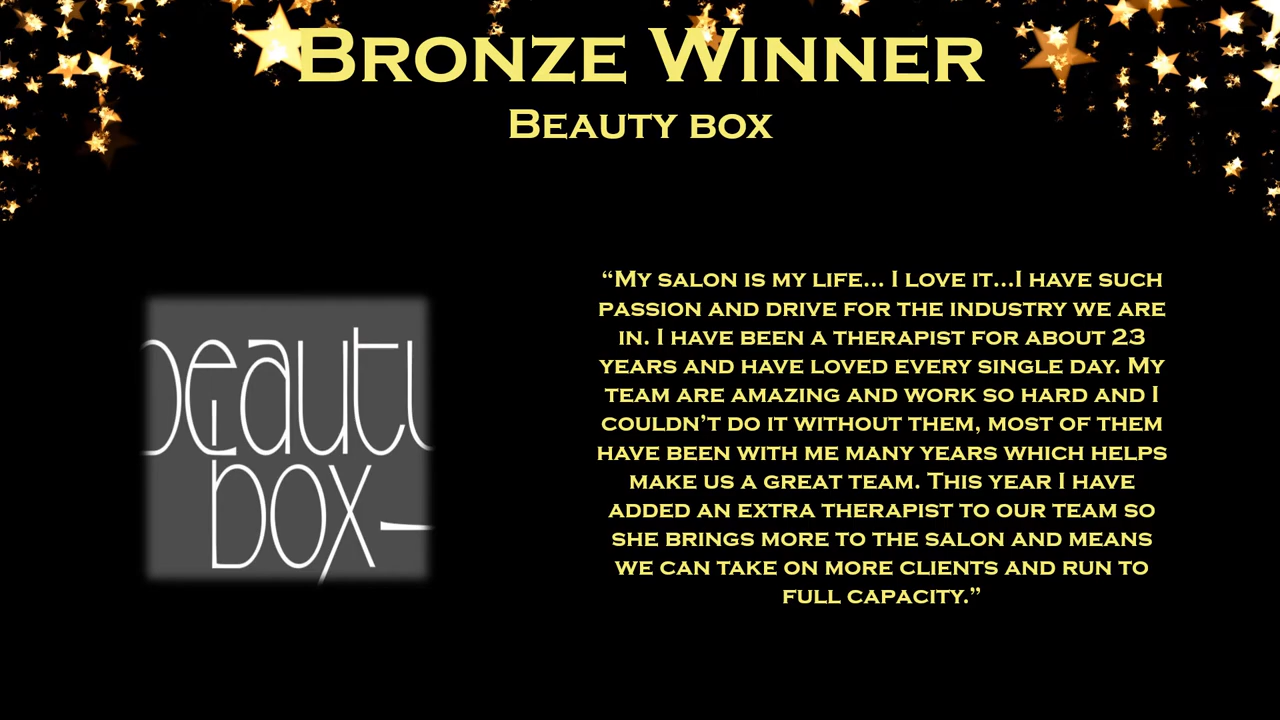 Bronze Winner
Beauty box
beauty
box
“My salon is my life... I love it...I have such
passion and drive for the industry we are
in. I have been a therapist for about 23
years and have loved every single day. My
team are amazing and work so hard and I
couldn’t do it without them, most of them
have been with me many years which helps
make us a great team. This year I have
added an extra therapist to our team so
she brings more to the salon and means
we can take on more clients and run to
full capacity.”